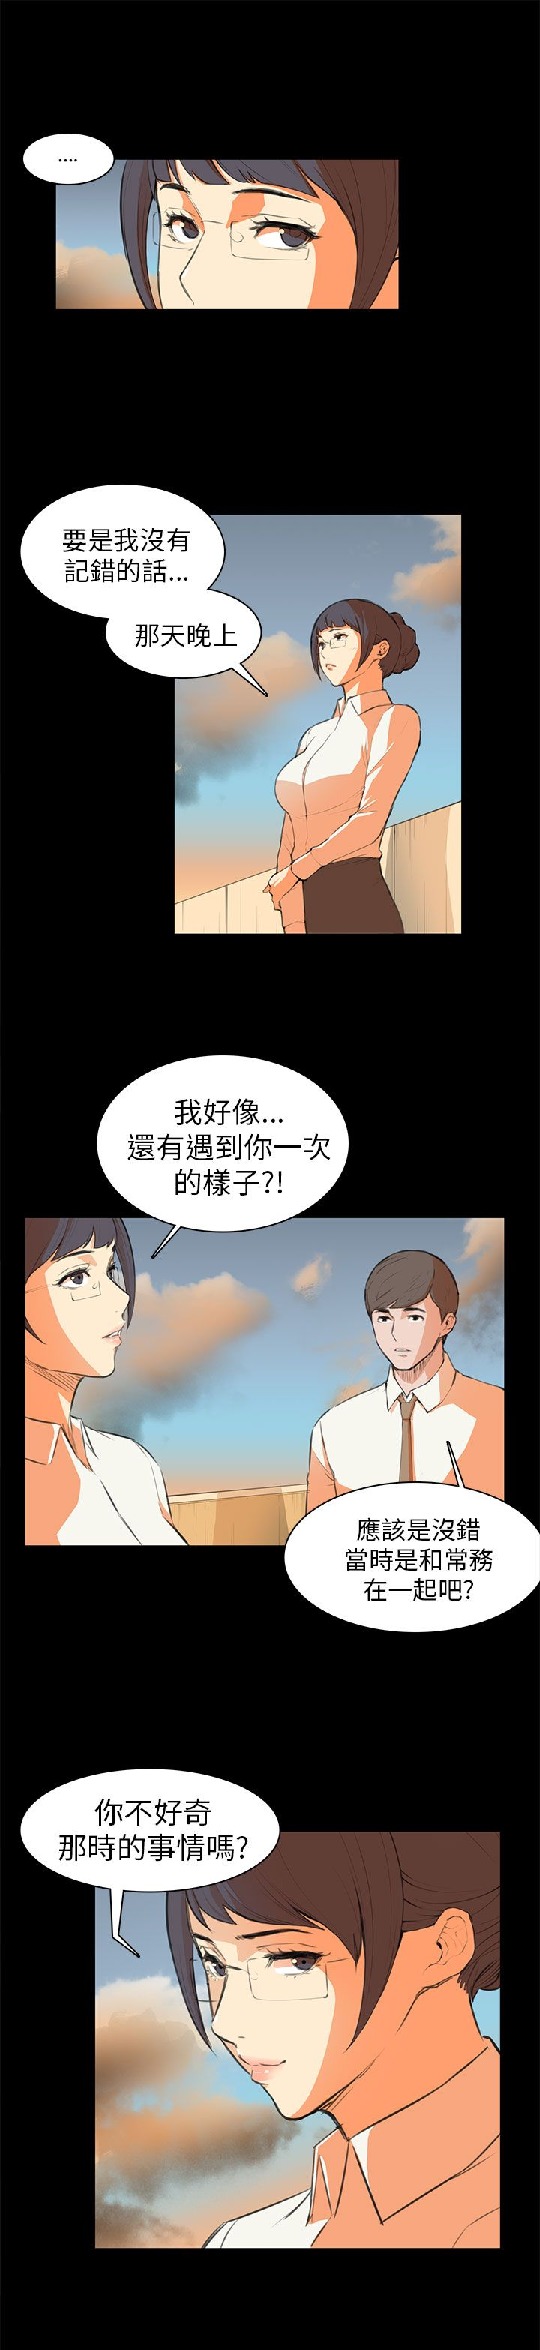 ....
要是我沒有
記錯的話...
那天晚上
我好像...
還有遇到你一次
的樣子?!
應該是沒錯
當時是和常務
在一起吧?
你不好奇
那時的事情嗎?